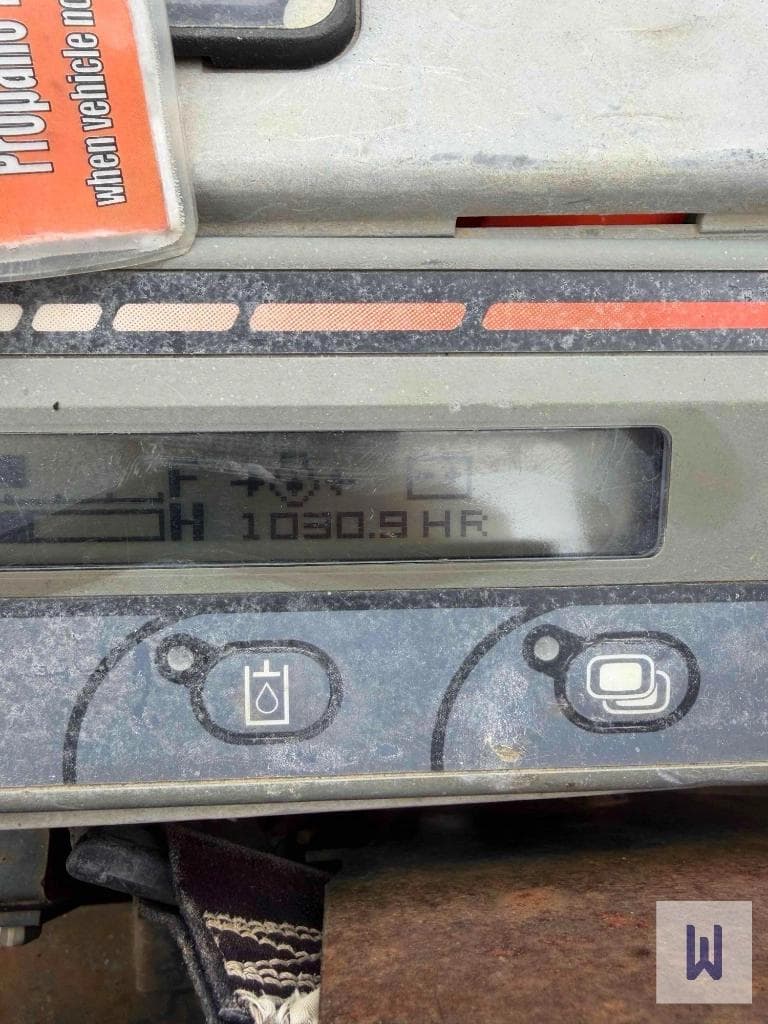 Propane
when vehicle no
F
H 1030.9 HR
W